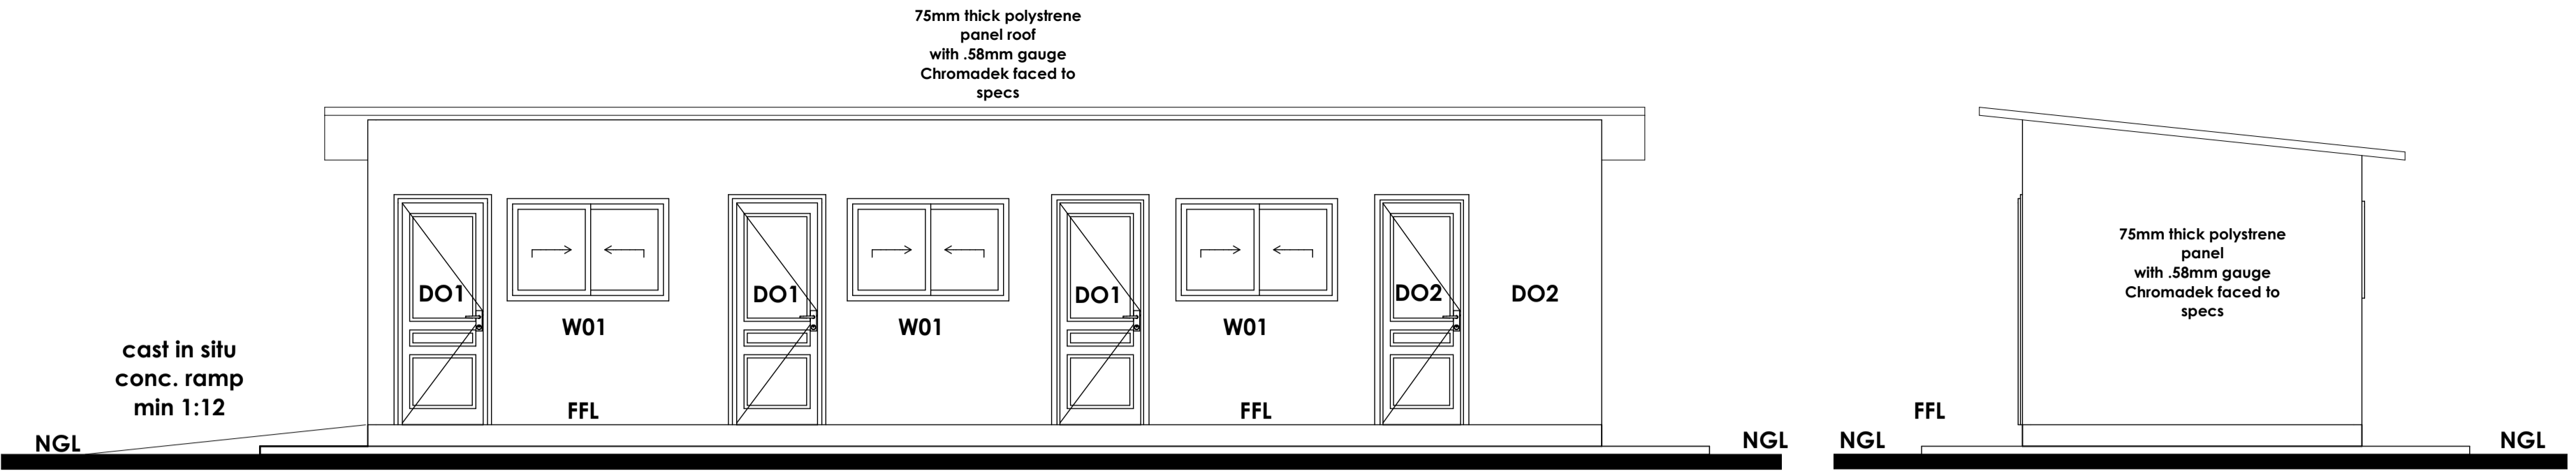 75mm thick polystrene
panel roof
with .58mm gauge
Chromadek faced to
specs
DO1
DO1
DO1
DO2
DO2
W01
W01
W01
cast in situ
conc. ramp
min 1:12
FFL
FFL
NGL
NGL
75mm thick polystrene
panel
with .58mm gauge
Chromadek faced to
specs
FFL
NGL
NGL